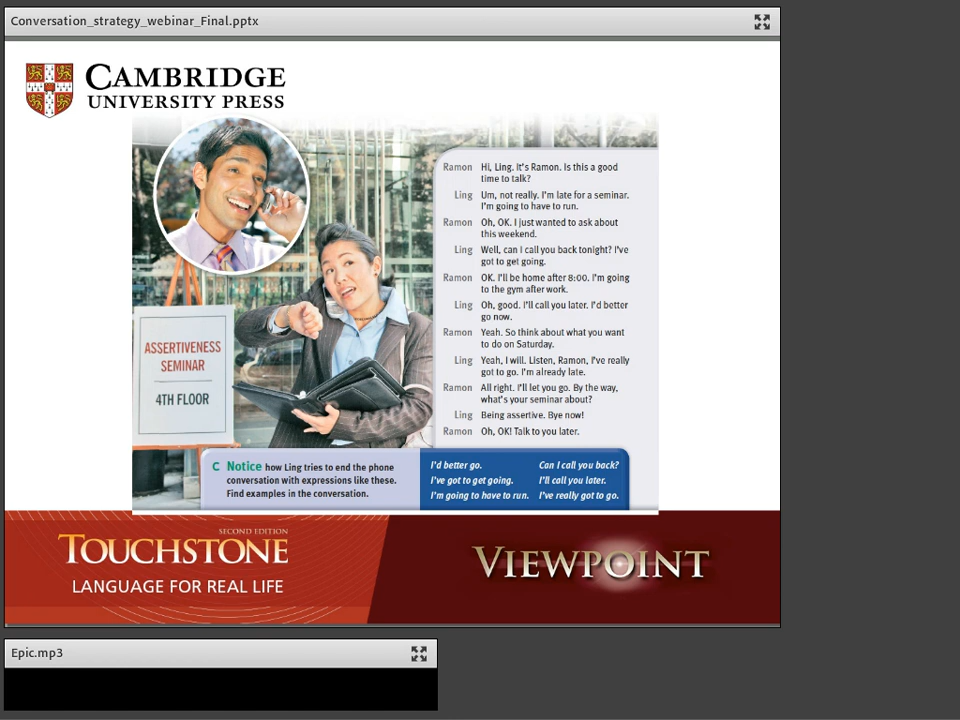 Conversation_strategy_webinar_Final.pptx
CAMBRIDGE
UNIVERSITY PRESS
Ramon Hi, Ling. It's Ramon. Is this a good
time to talk?
Ling Um, not really. I'm late for a seminar.
I'm going to have to run.
Ramon Oh, OK. I just wanted to ask about
this weekend.
Ling Well, can I call you back tonight? I've
got to get going.
Ramon OK. I'll be home after 8:00. I'm going
to the gym after work.
Ling Oh, good. I'll call you later. I'd better
go now.
Ramon Yeah. So think about what you want
to do on Saturday.
Ling Yeah, I will. Listen, Ramon, I've really
got to go. I'm already late.
Ramon All right. I'll let you go. By the way,
what's your seminar about?
Ling Being assertive. Bye now!
Ramon Oh, OK! Talk to you later.
ASSERTIVENESS
SEMINAR
4TH FLOOR
C Notice how Ling tries to end the phone
conversation with expressions like these.
Find examples in the conversation.
I'd better go. Can I call you back?
I've got to get going. I'll call you later.
I'm going to have to run. I've really got to go.
SECOND EDITION
TOUCHSTONE
LANGUAGE FOR REAL LIFE
VIEWPOINT
Epic.mp3